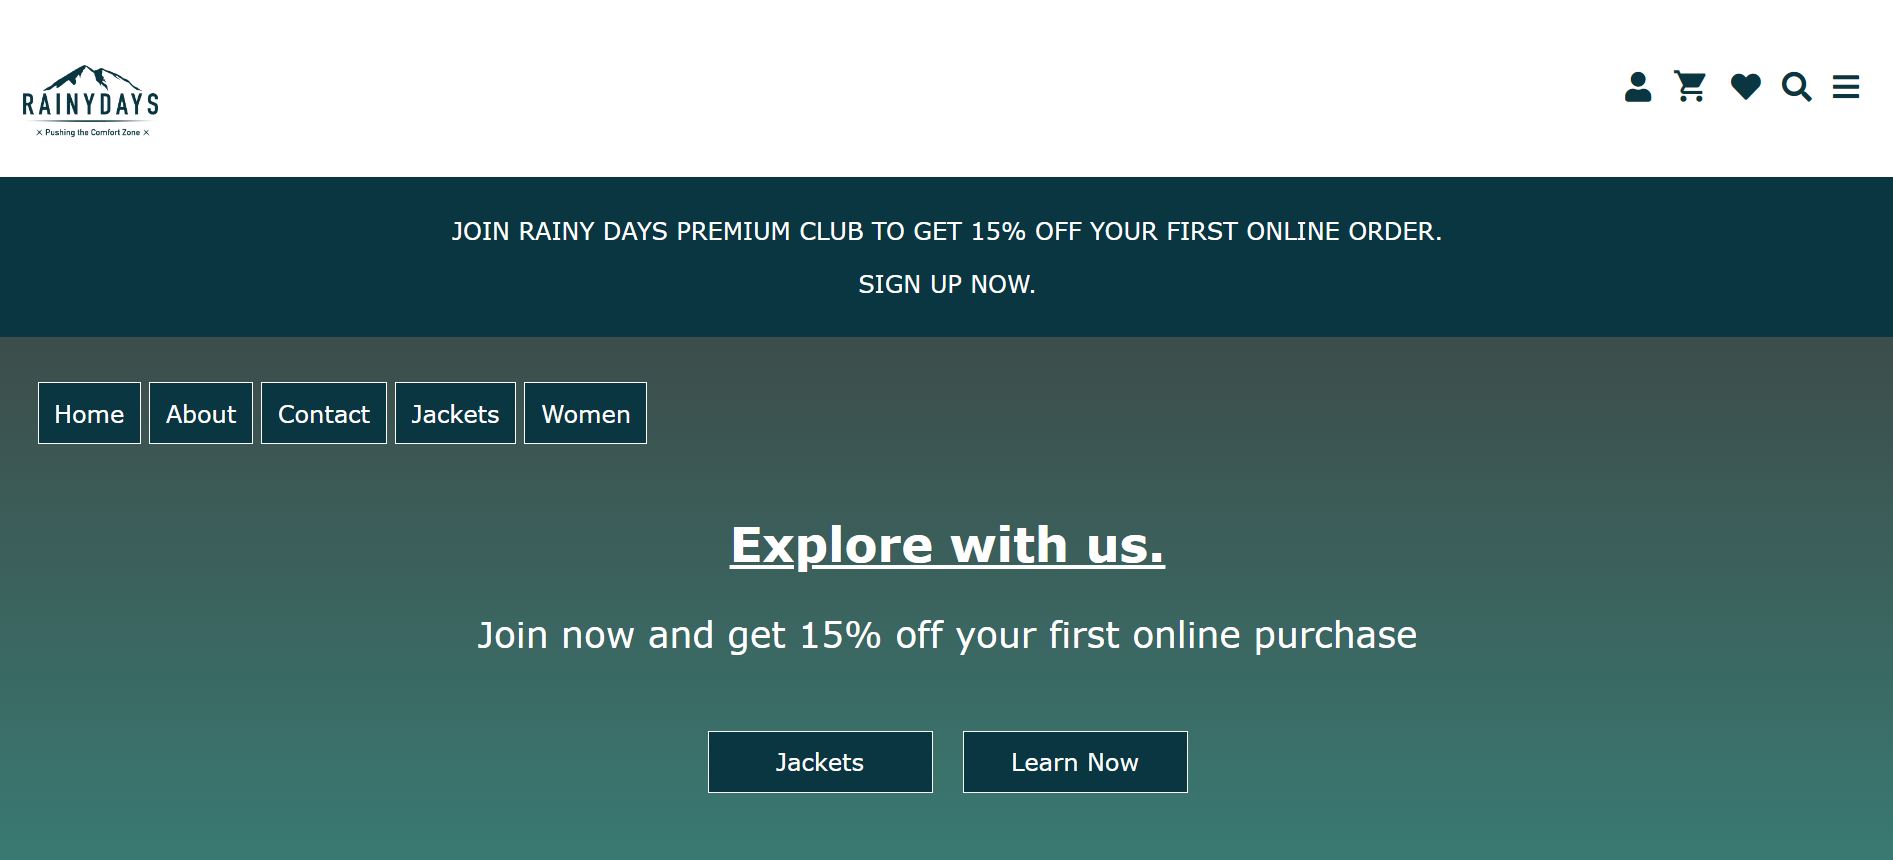 RAINYDAYS
× Pushing the Comfort Zone ×
JOIN RAINY DAYS PREMIUM CLUB TO GET 15% OFF YOUR FIRST ONLINE ORDER.
SIGN UP NOW.
Home About Contact Jackets Women
Explore with us.
Join now and get 15% off your first online purchase
Jackets Learn Now